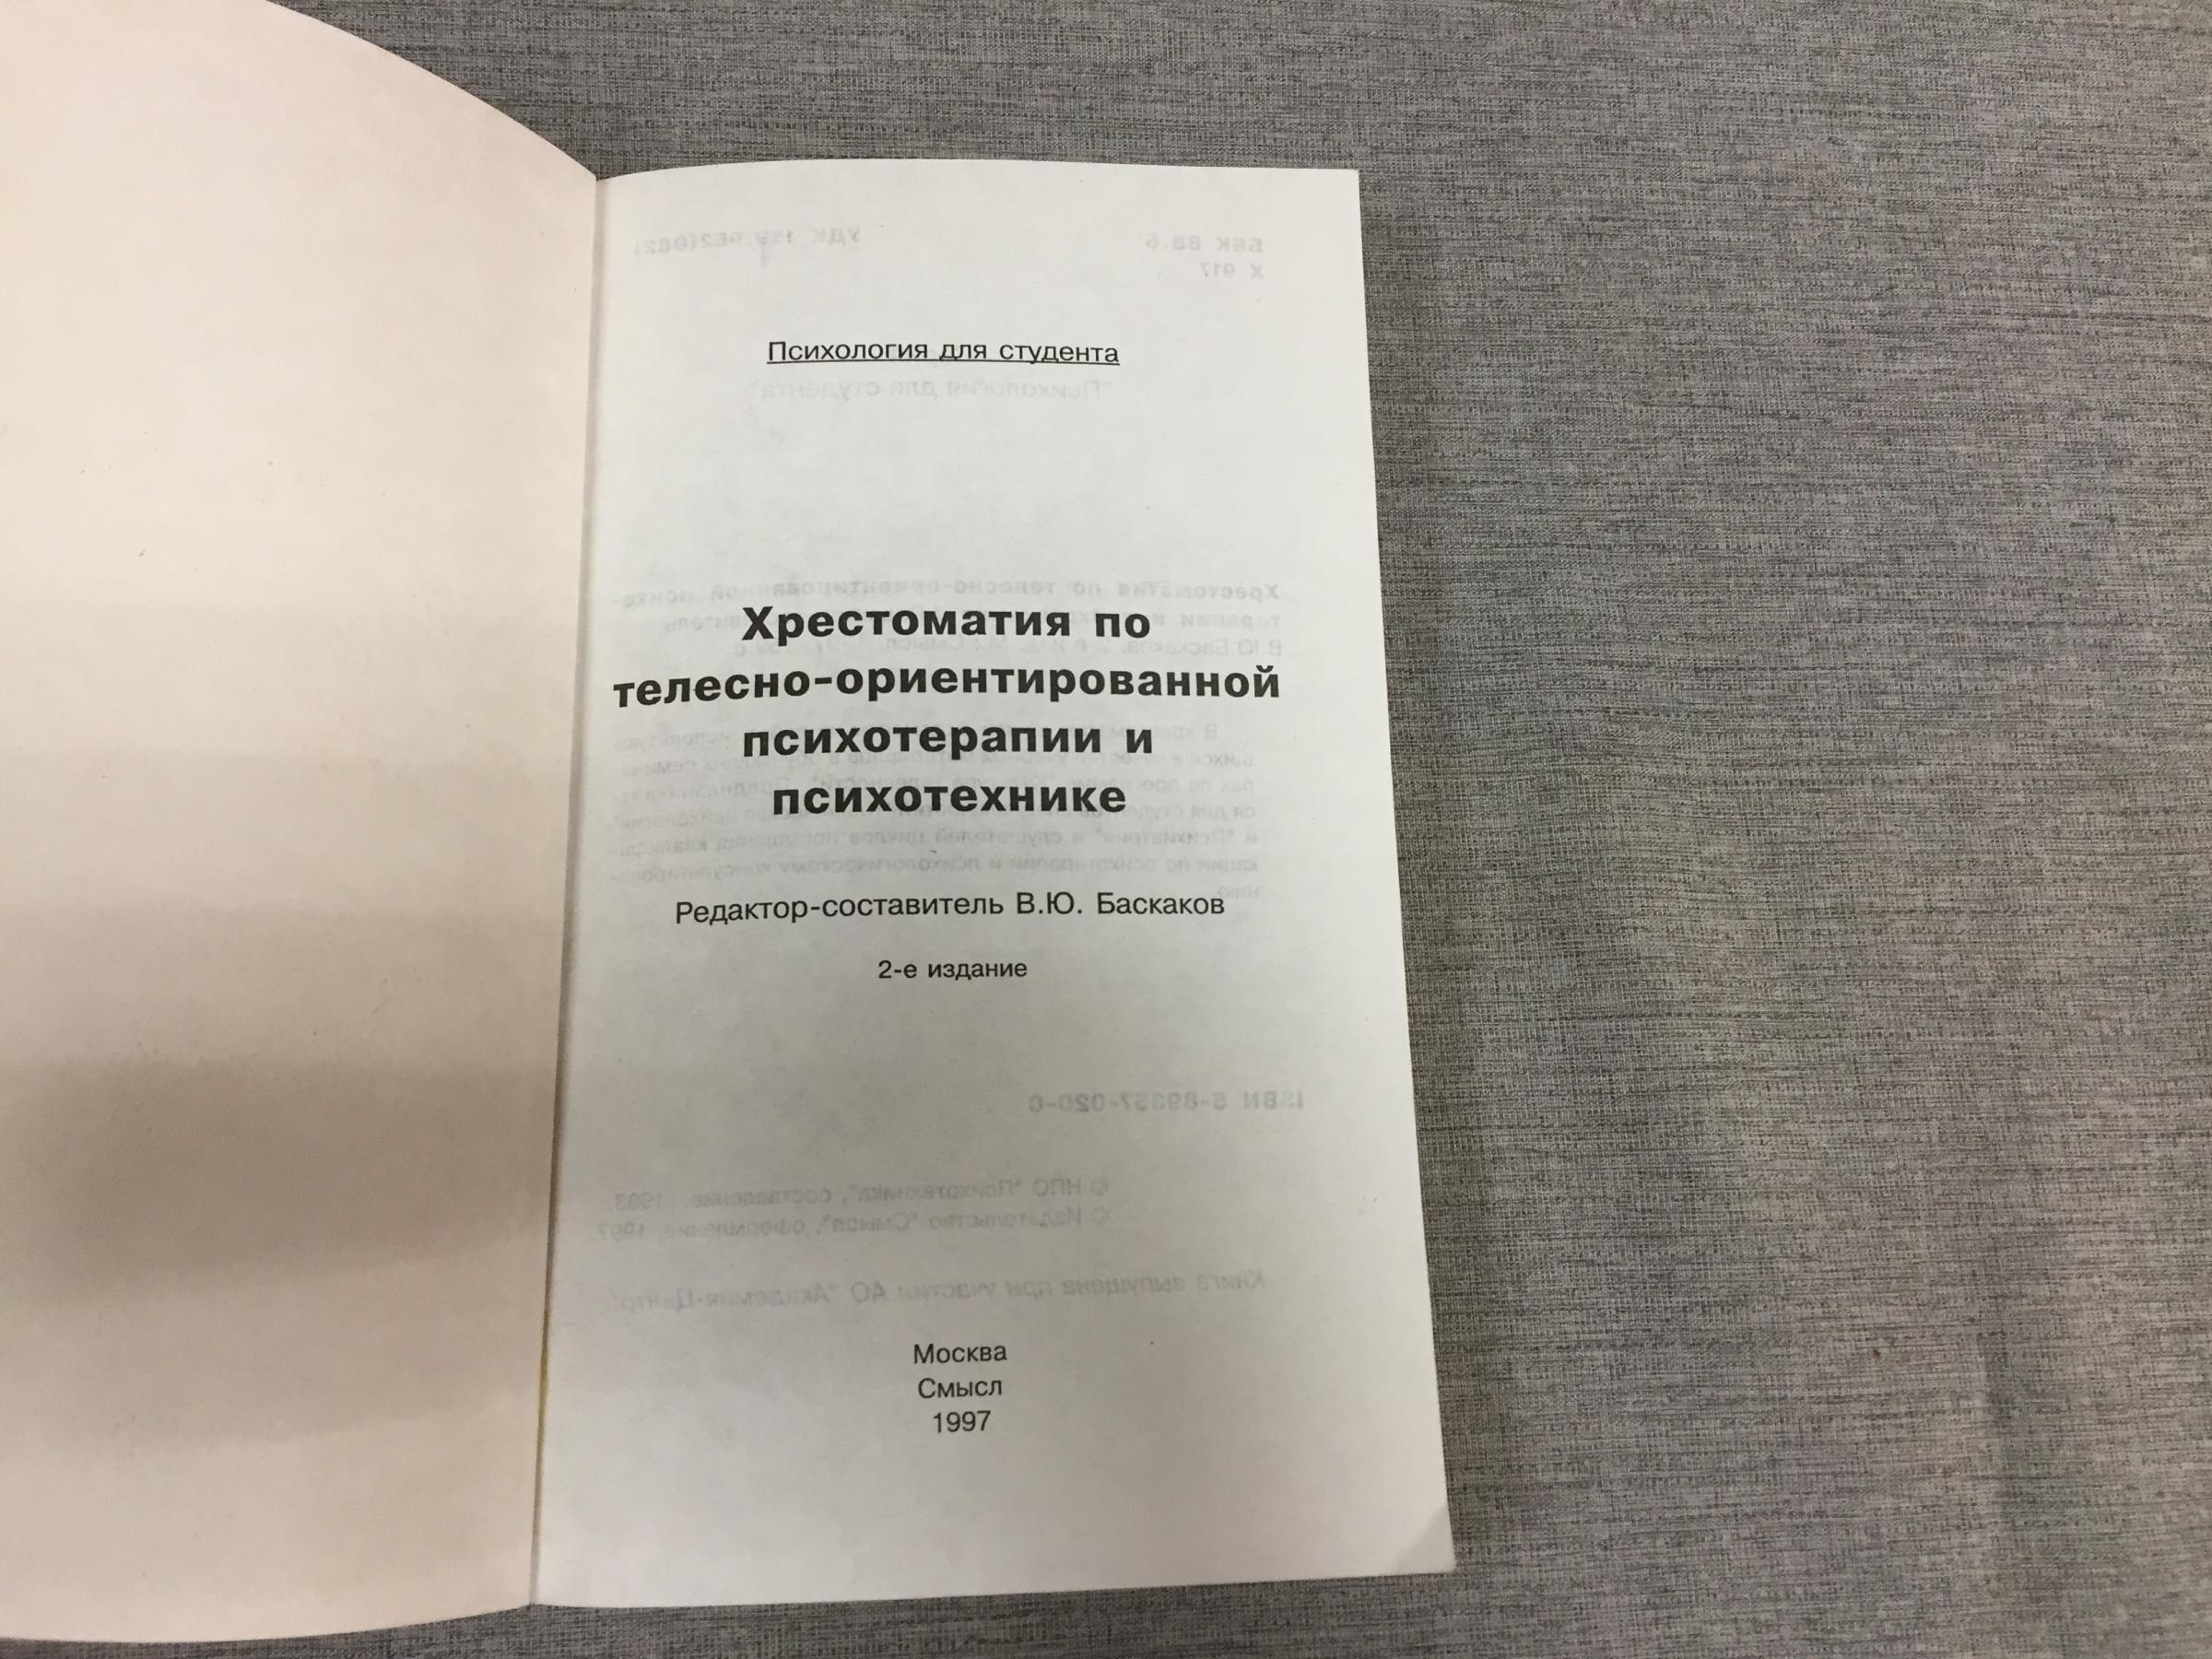 Психология для студента
Хрестоматия по
телесно-ориентированной
психотерапии и
психотехнике
Редактор-составитель В.Ю. Баскаков
2-е издание
Москва
Смысл
1997